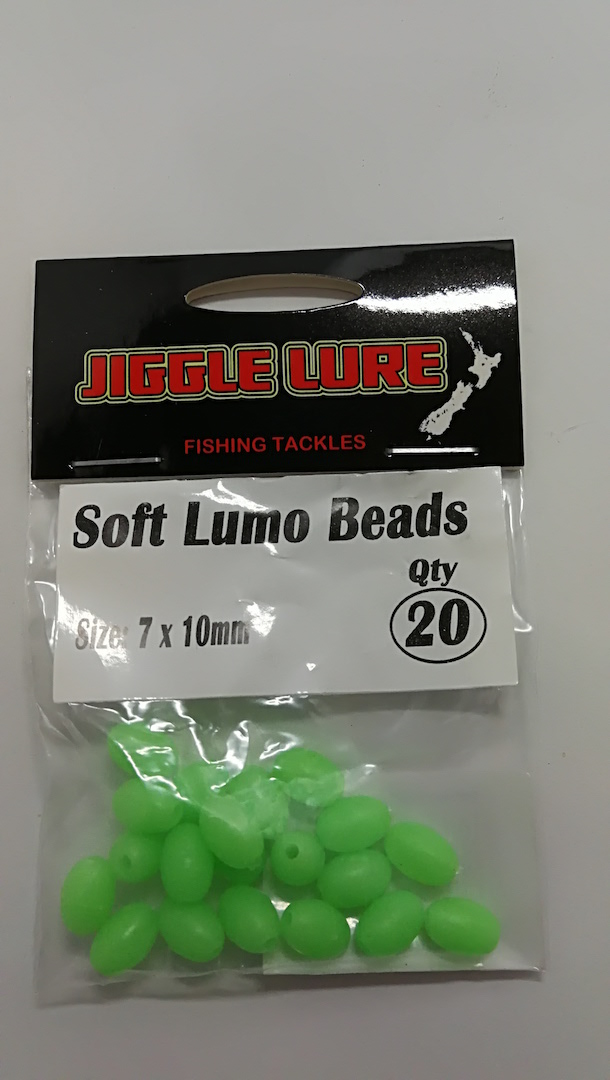 JIGGLE LURE
FISHING TACKLES
Soft Lumo Beads
Qty
Size: 7 x 10mm
20